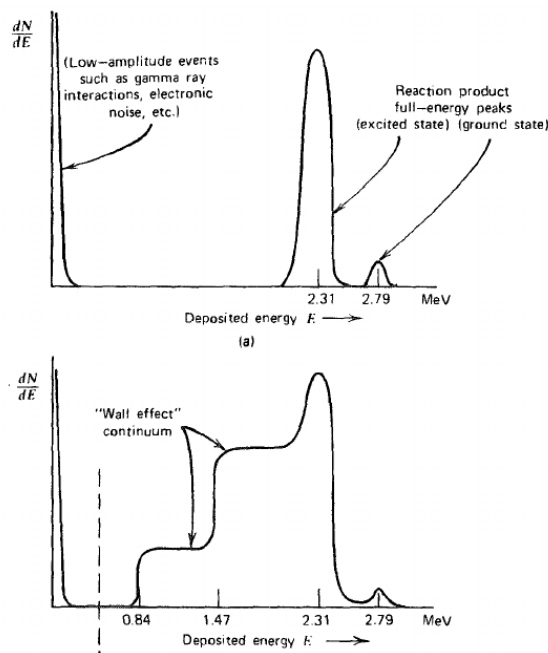 dN
dE
(Low—amplitude events
such as gamma ray
interactions, electronic
noise, etc.)
Reaction product
full—energy peaks
(excited state) (ground state)
2.31 2.79 MeV
Deposited energy E
(a)
dN
dE
"Wall effect"
continuum
0.84 1.47 2.31 2.79 MeV
Deposited energy E